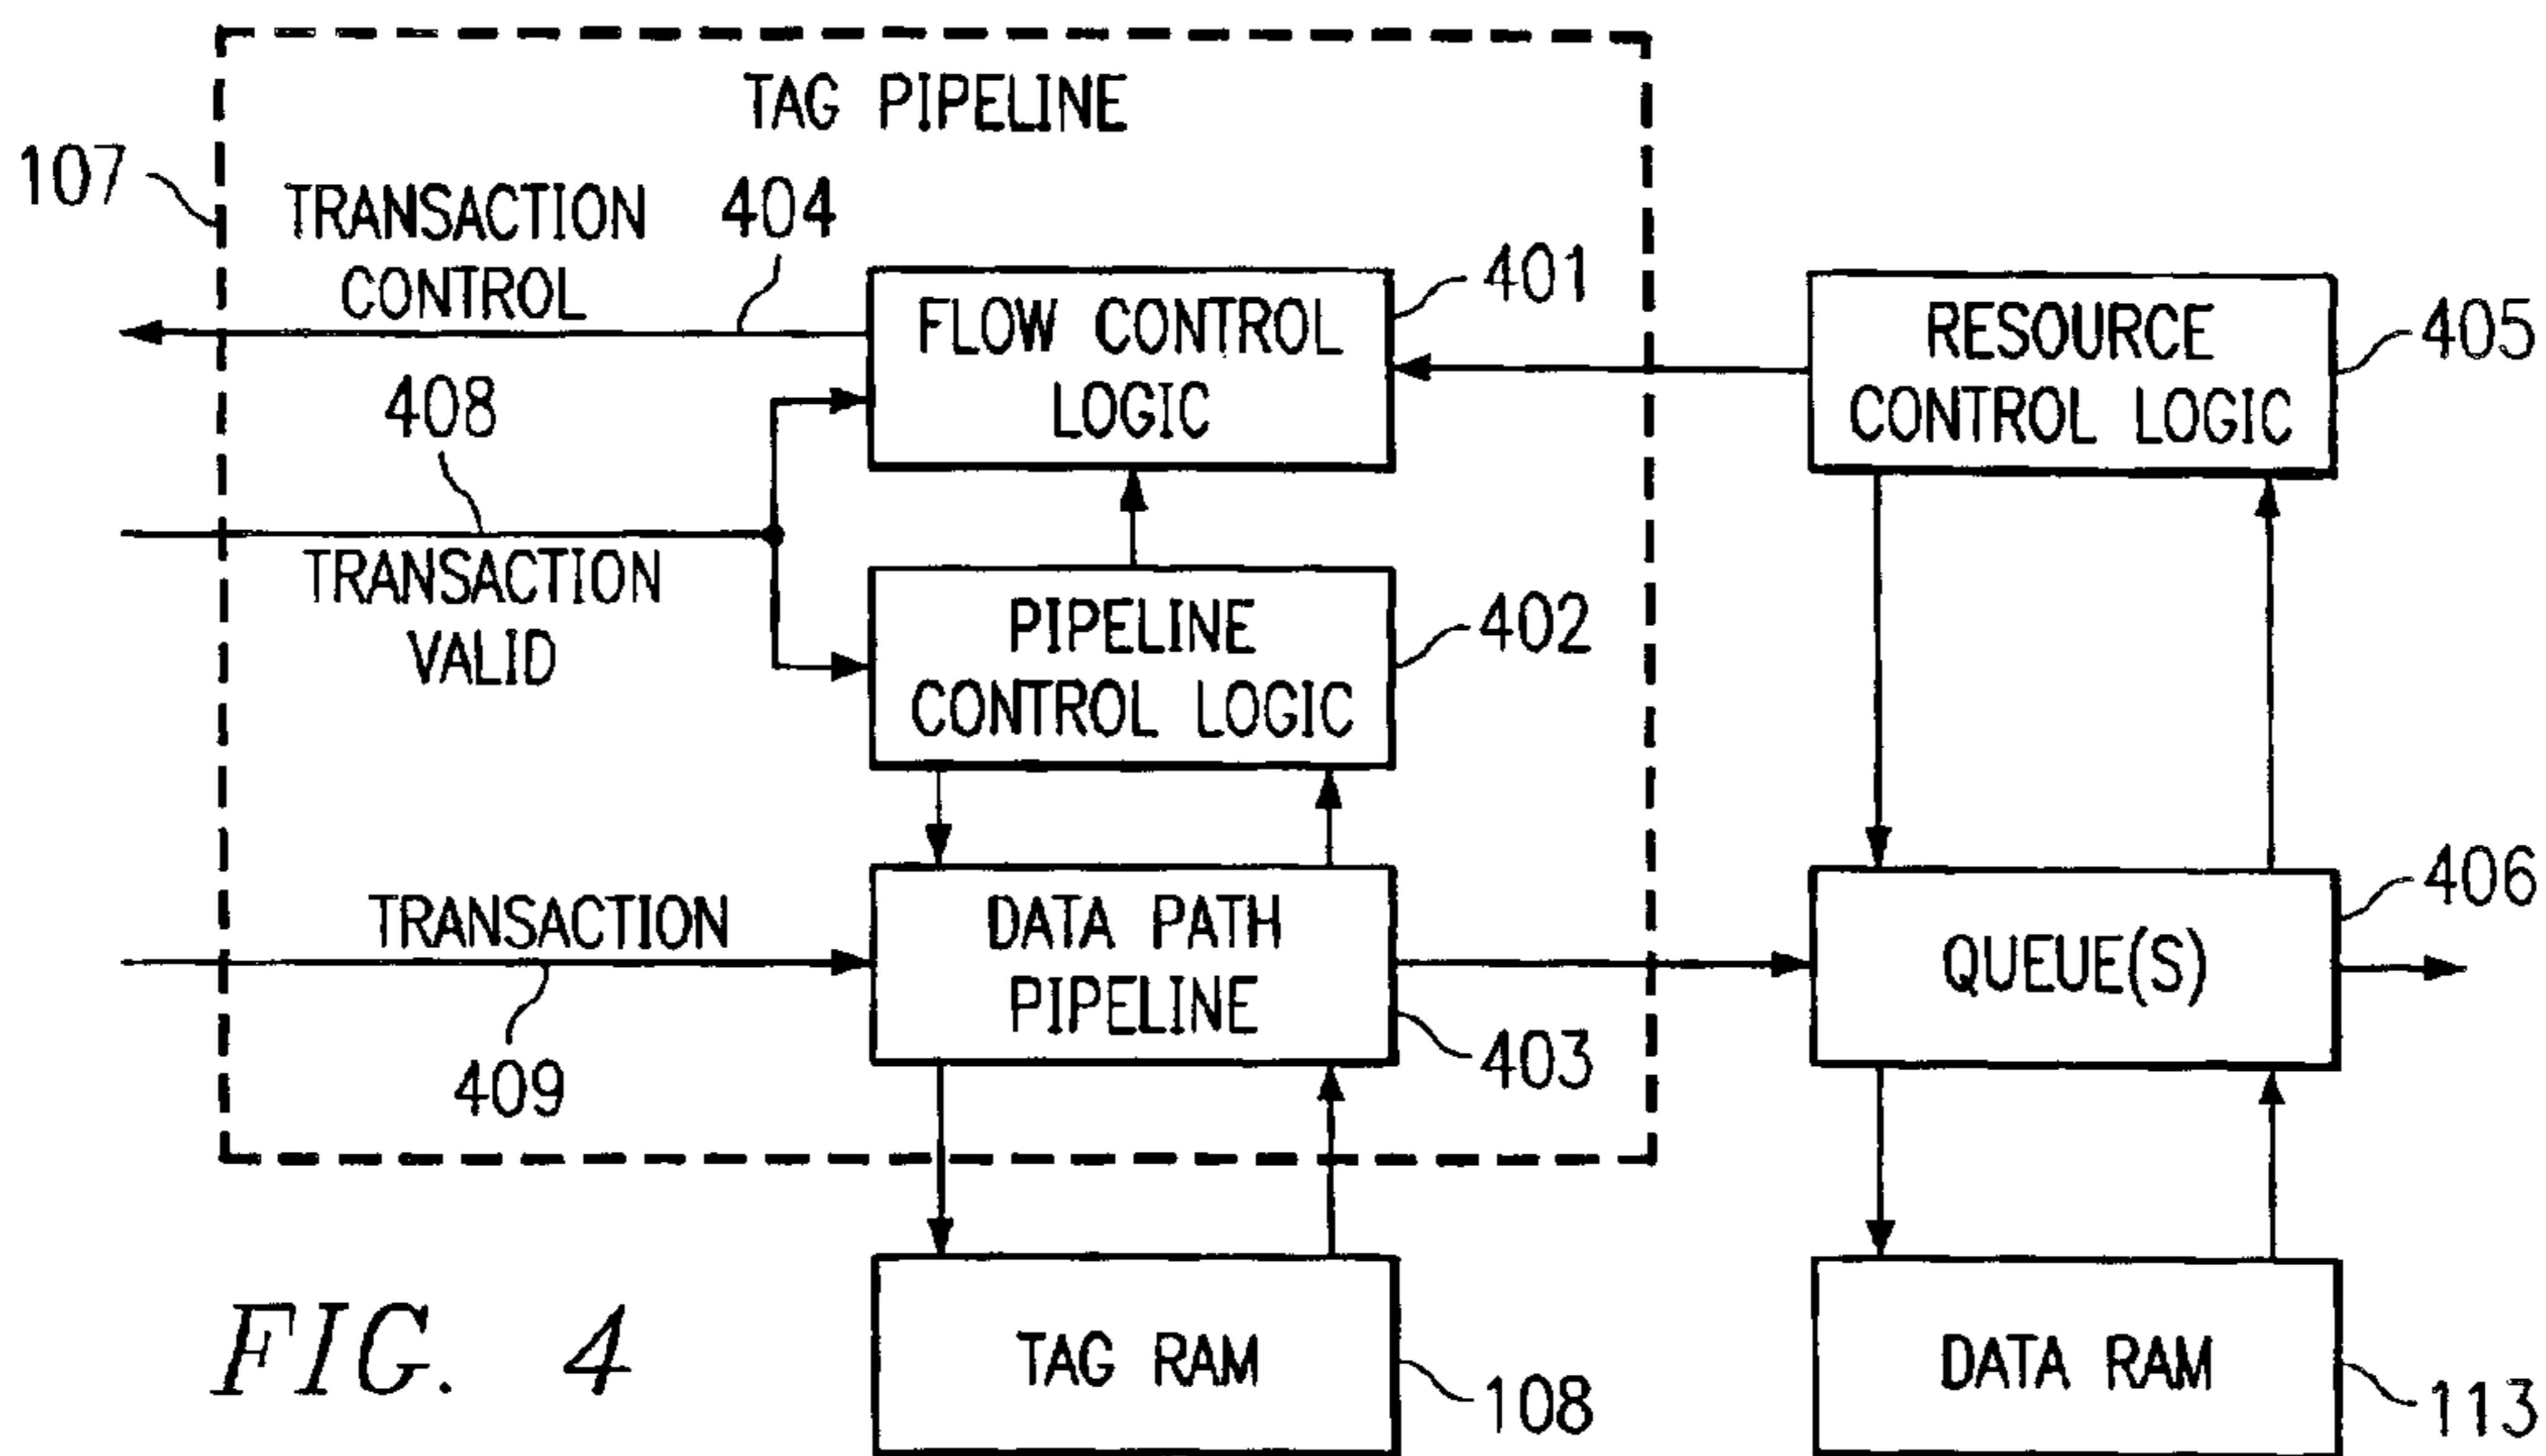 TAG PIPELINE
107
TRANSACTION
CONTROL
404
401
FLOW CONTROL
LOGIC
RESOURCE
CONTROL LOGIC
405
408
TRANSACTION
VALID
PIPELINE
CONTROL LOGIC
402
TRANSACTION
409
DATA PATH
PIPELINE
403
QUEUE(S)
406
TAG RAM
108
DATA RAM
113
FIG. 4